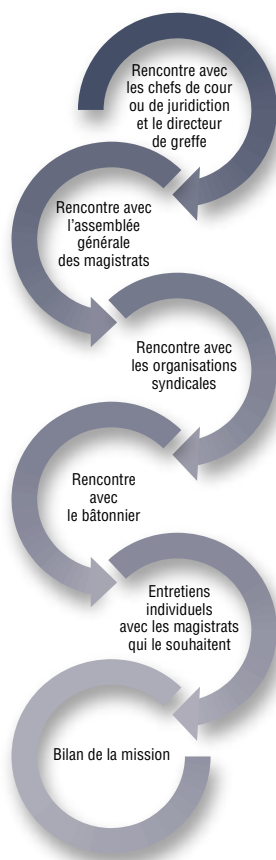 Rencontre avec
les chefs de cour
ou de juridiction
et le directeur
de greffe
Rencontre avec
l'assemblée
générale
des magistrats
Rencontre avec
les organisations
syndicales
Rencontre
avec
le bâtonnier
Entretiens
individuels
avec les magistrats
qui le souhaitent
Bilan de la mission